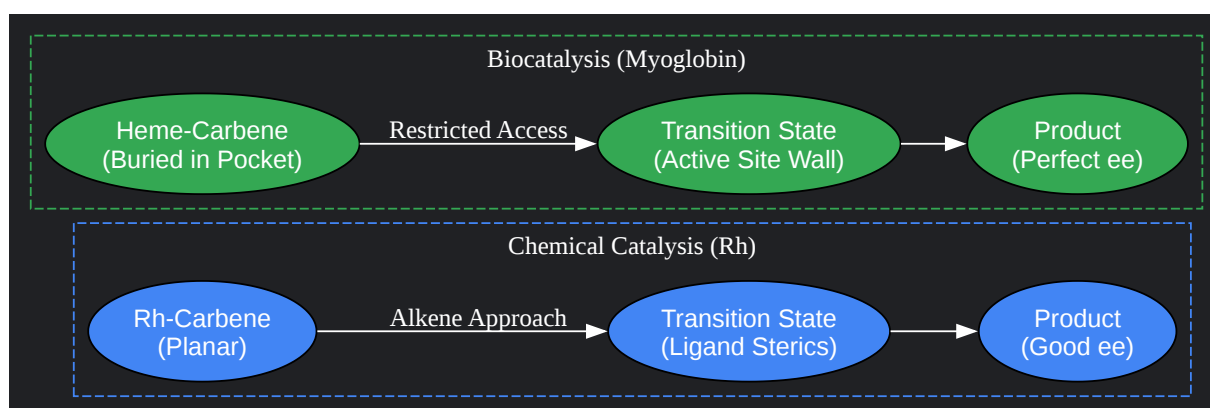 Biocatalysis (Myoglobin)
Heme-Carbene
(Buried in Pocket)
Restricted Access
Transition State
(Active Site Wall)
Product
(Perfect ee)
Chemical Catalysis (Rh)
Rh-Carbene
(Planar)
Alkene Approach
Transition State
(Ligand Sterics)
Product
(Good ee)